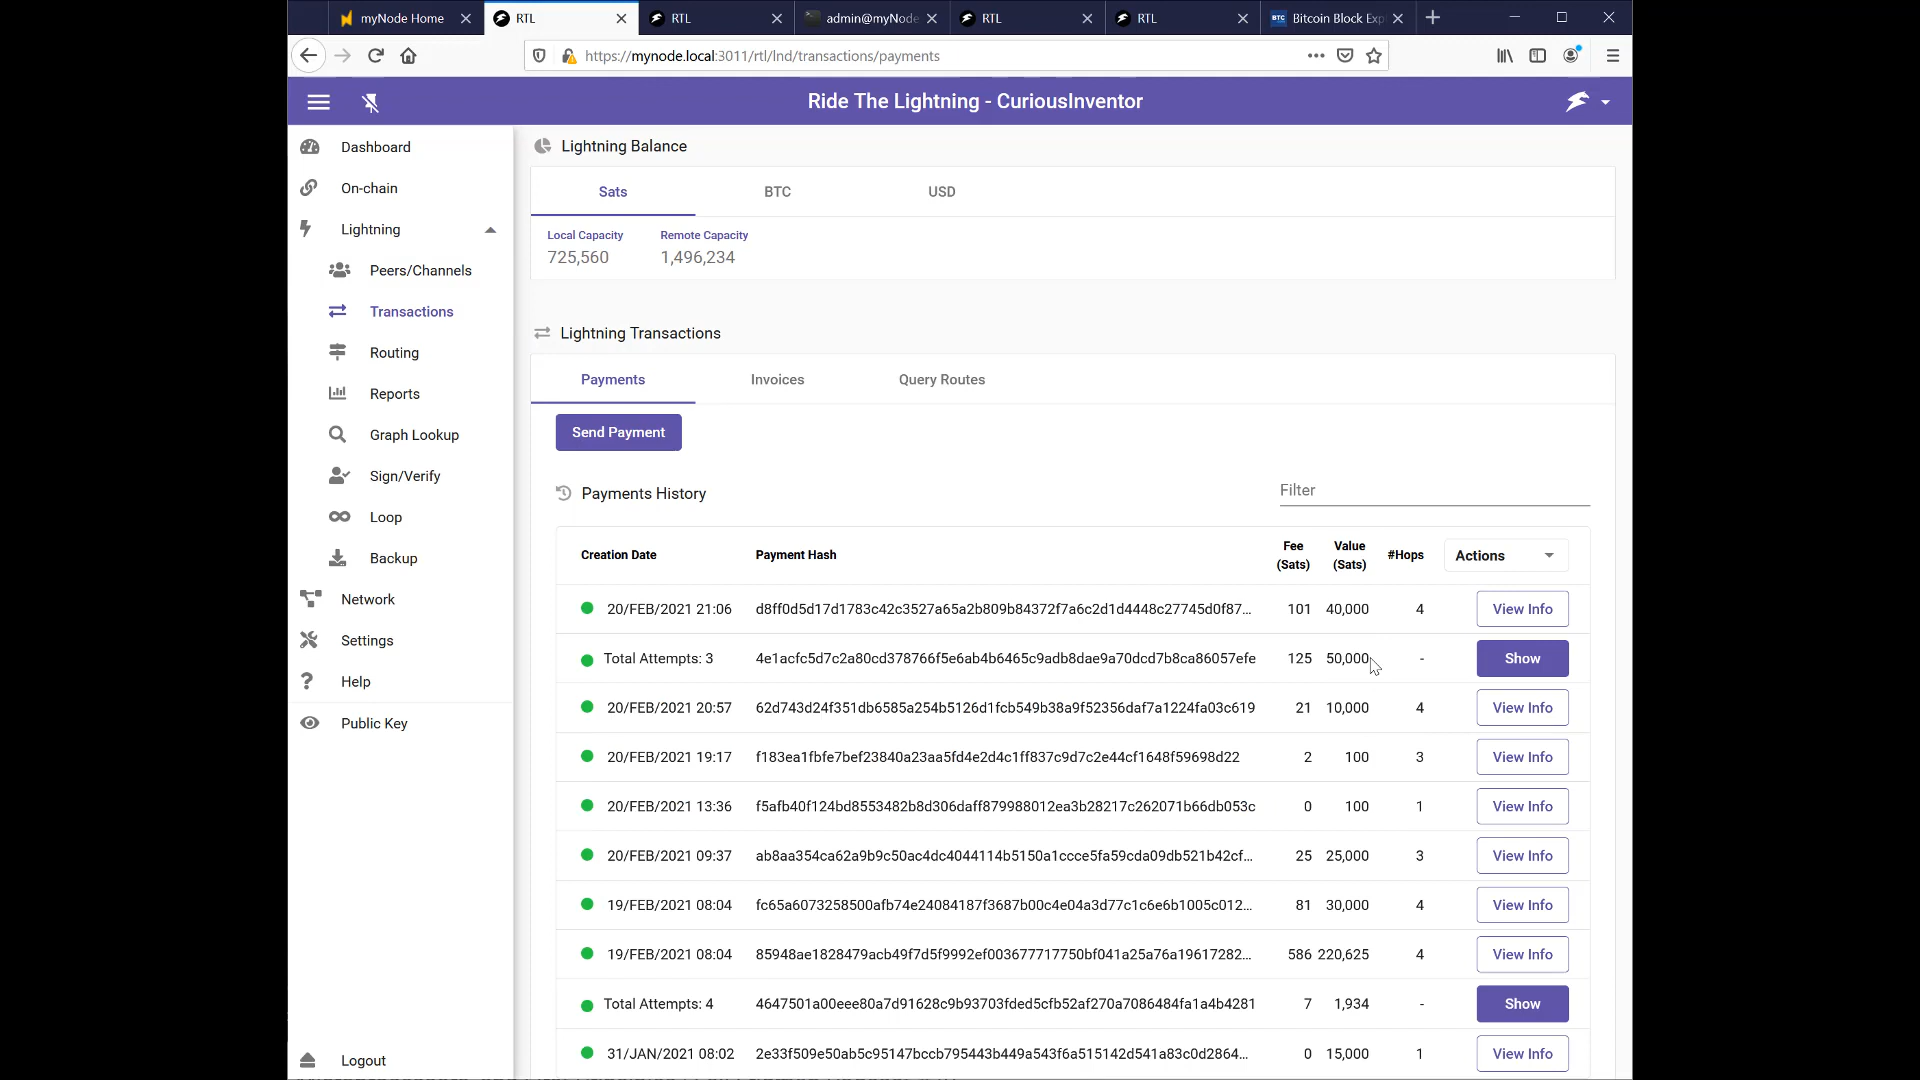 myNode Home
RTL
RTL
admin@myNode
RTL
RTL
BTC Bitcoin Block Exp
https://mynode.local:3011/rtl/lnd/transactions/payments
Ride The Lightning - CuriousInventor
Dashboard
On-chain
Lightning
Peers/Channels
Transactions
Routing
Reports
Graph Lookup
Sign/Verify
Loop
Backup
Network
Settings
Help
Public Key
Logout
Lightning Balance
Sats BTC USD
Local Capacity Remote Capacity
725,560 1,496,234
Lightning Transactions
Payments Invoices Query Routes
Send Payment
Payments History Filter
Creation Date Payment Hash Fee (Sats) Value (Sats) #Hops Actions
20/FEB/2021 21:06 d8ff0d5d17d1783c42c3527a65a2b809b84372f7a6c2d1d4448c27745d0f87... 101 40,000 4 View Info
Total Attempts: 3 4e1acfc5d7c2a80cd378766f5e6ab4b6465c9adb8dae9a70dcd7b8ca86057efe 125 50,000 - Show
20/FEB/2021 20:57 62d743d24f351db6585a254b5126d1fcb549b38a9f52356daf7a1224fa03c619 21 10,000 4 View Info
20/FEB/2021 19:17 f183ea1fbfe7bef23840a23aa5fd4e2d4c1ff837c9d7c2e44cf1648f59698d22 2 100 3 View Info
20/FEB/2021 13:36 f5afb40f124bd8553482b8d306daff879988012ea3b28217c262071b66db053c 0 100 1 View Info
20/FEB/2021 09:37 ab8aa354ca62a9b9c50ac4dc4044114b5150a1ccce5fa59cda09db521b42cf... 25 25,000 3 View Info
19/FEB/2021 08:04 fc65a6073258500afb74e24084187f3687b00c4e04a3d77c1c6e6b1005c012... 81 30,000 4 View Info
19/FEB/2021 08:04 85948ae1828479acb49f7d5f9992ef003677717750bf041a25a76a19617282... 586 220,625 4 View Info
Total Attempts: 4 4647501a00eee80a7d91628c9b93703fded5cfb52af270a7086484fa1a4b4281 7 1,934 - Show
31/JAN/2021 08:02 2e33f509e50ab5c95147bccb795443b449a543f6a515142d541a83c0d2864... 0 15,000 1 View Info